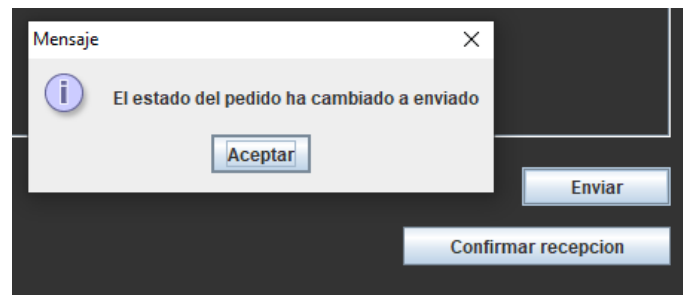 Mensaje
El estado del pedido ha cambiado a enviado
Aceptar
Enviar
Confirmar recepcion